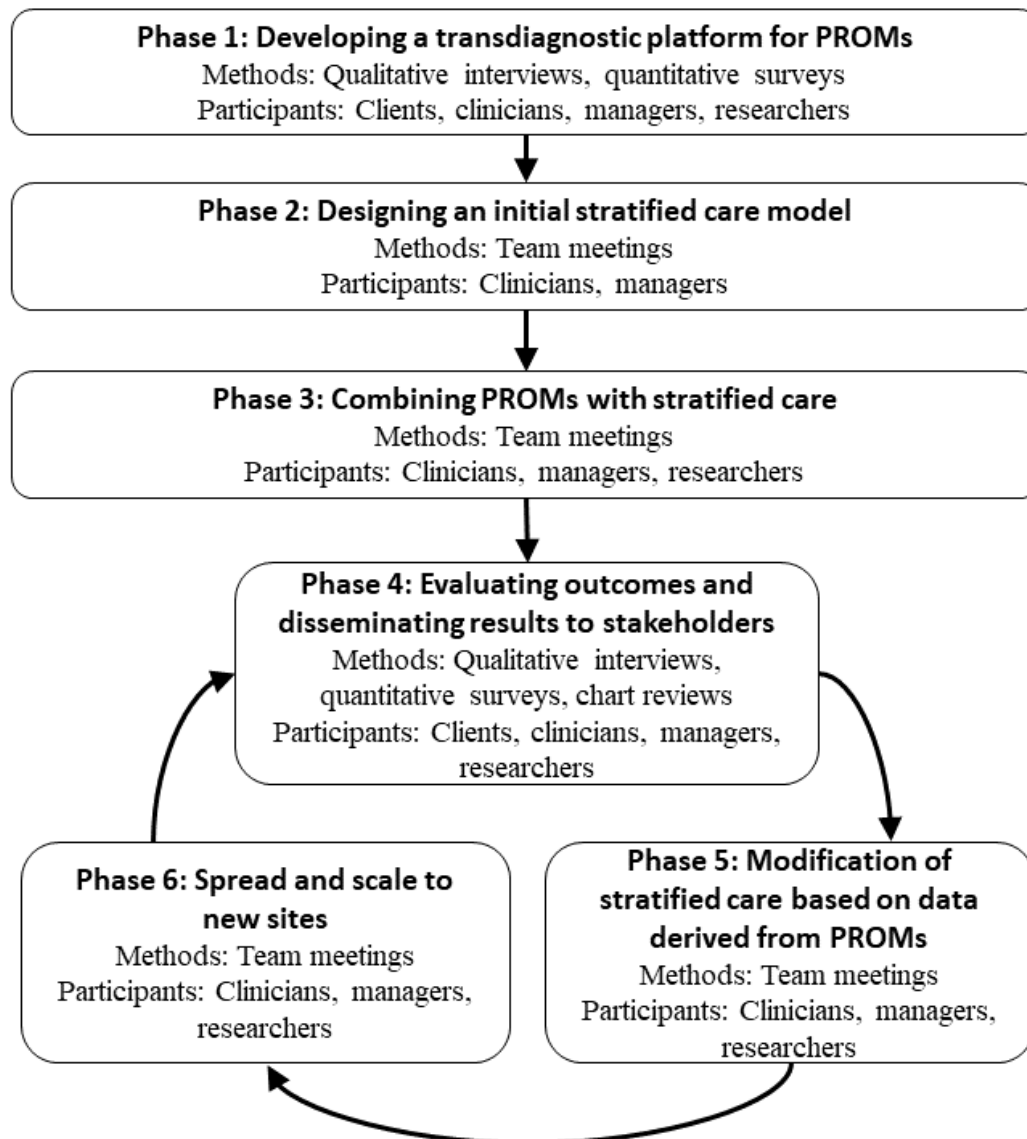 Phase 1: Developing a transdiagnostic platform for PROMs
Methods: Qualitative interviews, quantitative surveys
Participants: Clients, clinicians, managers, researchers
Phase 2: Designing an initial stratified care model
Methods: Team meetings
Participants: Clinicians, managers
Phase 3: Combining PROMs with stratified care
Methods: Team meetings
Participants: Clinicians, managers, researchers
Phase 4: Evaluating outcomes and
disseminating results to stakeholders
Methods: Qualitative interviews,
quantitative surveys, chart reviews
Participants: Clients, clinicians, managers,
researchers
Phase 5: Modification of
stratified care based on data
derived from PROMs
Methods: Team meetings
Participants: Clinicians, managers,
researchers
Phase 6: Spread and scale to
new sites
Methods: Team meetings
Participants: Clinicians, managers,
researchers